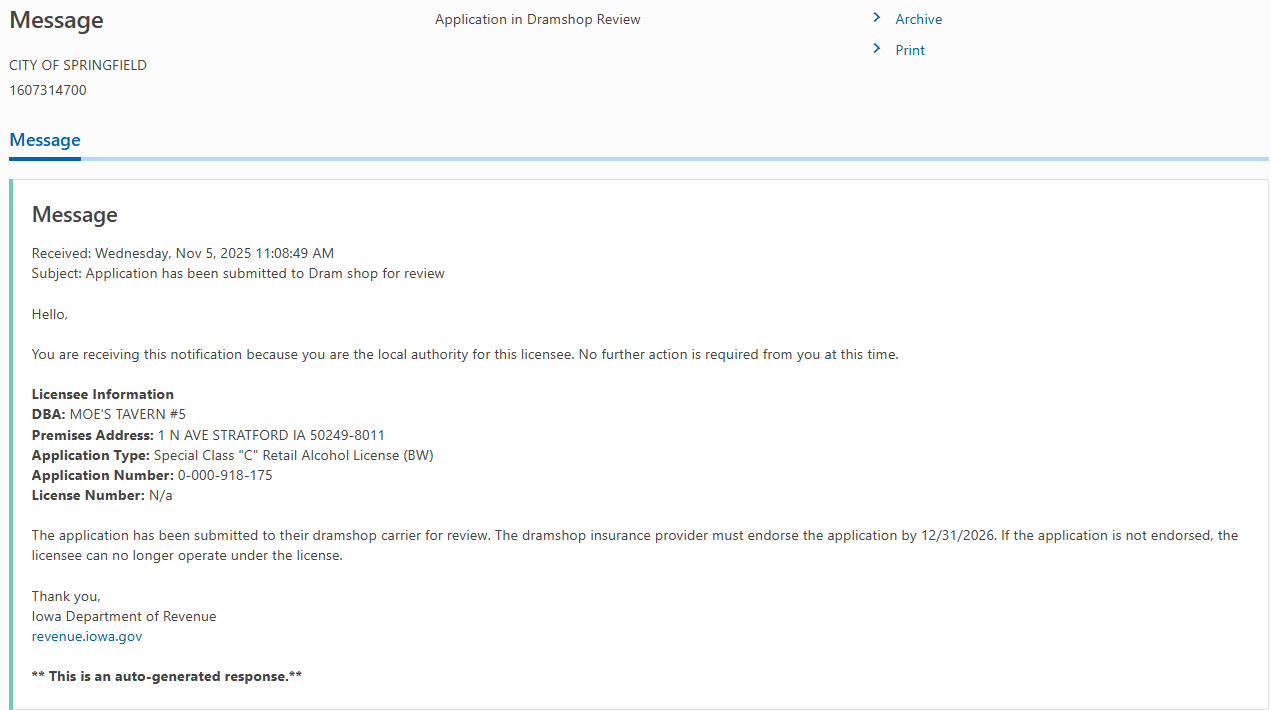 Message
Application in Dramshop Review
Archive
Print
CITY OF SPRINGFIELD
1607314700
Message
Message
Received: Wednesday, Nov 5, 2025 11:08:49 AM
Subject: Application has been submitted to Dram shop for review
Hello,
You are receiving this notification because you are the local authority for this licensee. No further action is required from you at this time.
Licensee Information
DBA: MOE'S TAVERN #5
Premises Address: 1 N AVE STRATFORD IA 50249-8011
Application Type: Special Class "C" Retail Alcohol License (BW)
Application Number: 0-000-918-175
License Number: N/a
The application has been submitted to their dramshop carrier for review. The dramshop insurance provider must endorse the application by 12/31/2026. If the application is not endorsed, the
licensee can no longer operate under the license.
Thank you,
Iowa Department of Revenue
revenue.iowa.gov
** This is an auto-generated response.**